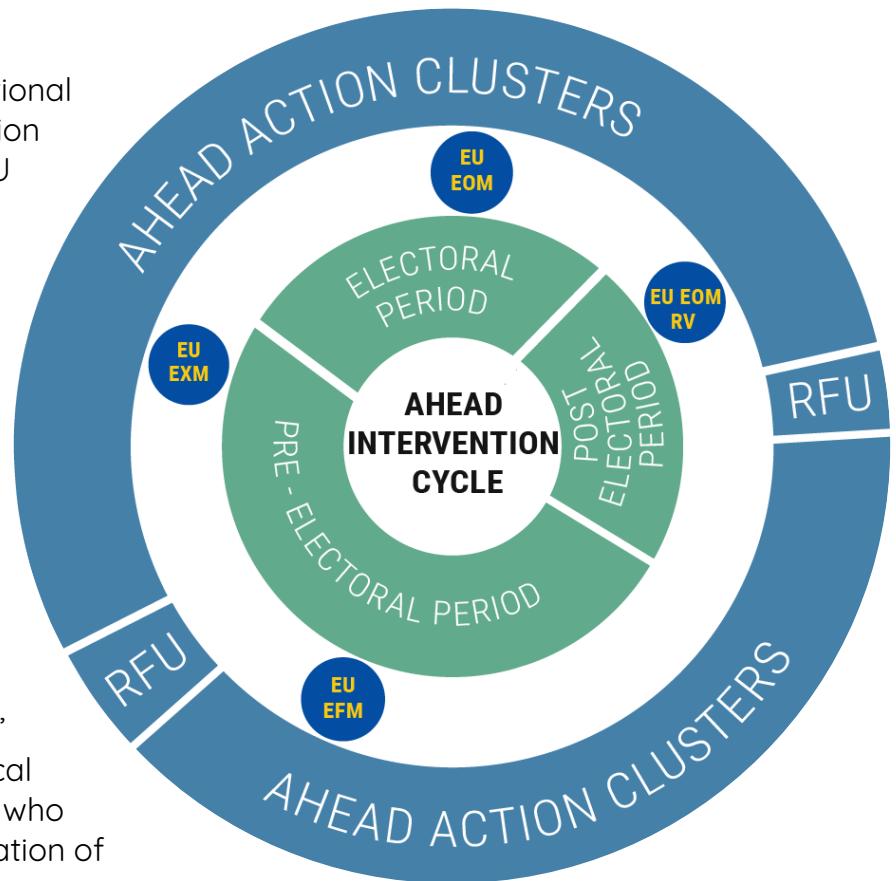 ional
ion
U
AHEAD ACTION CLUSTERS
EU
EOM
ELECTORAL
PERIOD
EU EOM
RV
EU
EXM
POST
ELECTORAL
PERIOD
RFU
AHEAD
INTERVENTION
CYCLE
PRE - ELECTORAL PERIOD
RFU
EU
EFM
AHEAD ACTION CLUSTERS
,
cal
who
ation of